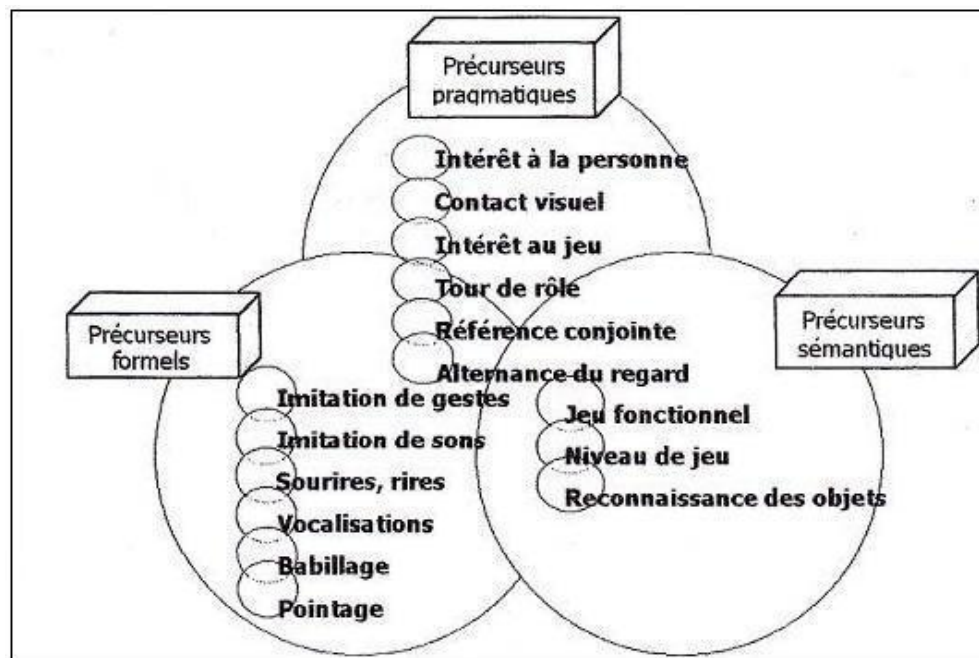 Précurseurs
pragmatiques
Intérêt à la personne
Contact visuel
Intérêt au jeu
Tour de rôle
Référence conjointe
Alternance du regard
Précurseurs
formels
Imitation de gestes
Imitation de sons
Sourires, rires
Vocalisations
Babillage
Pointage
Précurseurs
sémantiques
Jeu fonctionnel
Niveau de jeu
Reconnaissance des objets